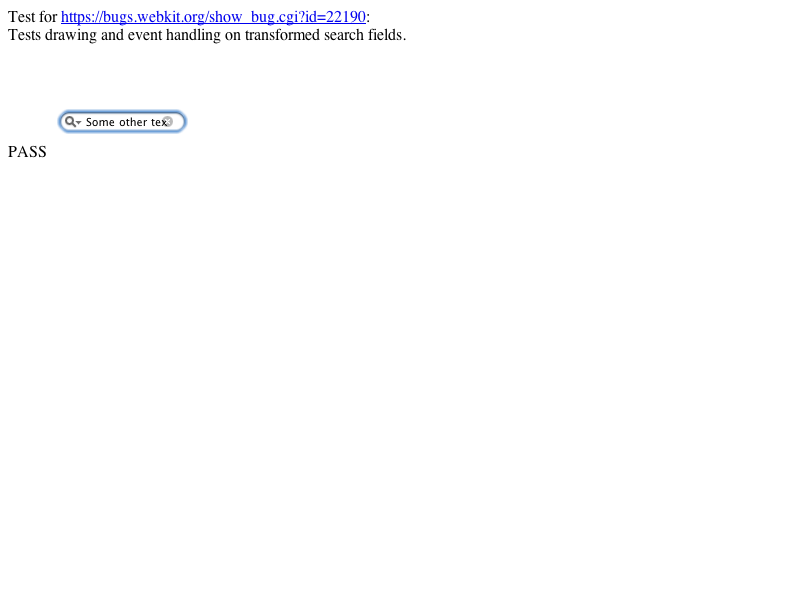 Test for https://bugs.webkit.org/show_bug.cgi?id=22190:
Tests drawing and event handling on transformed search fields.
Some other tex
PASS